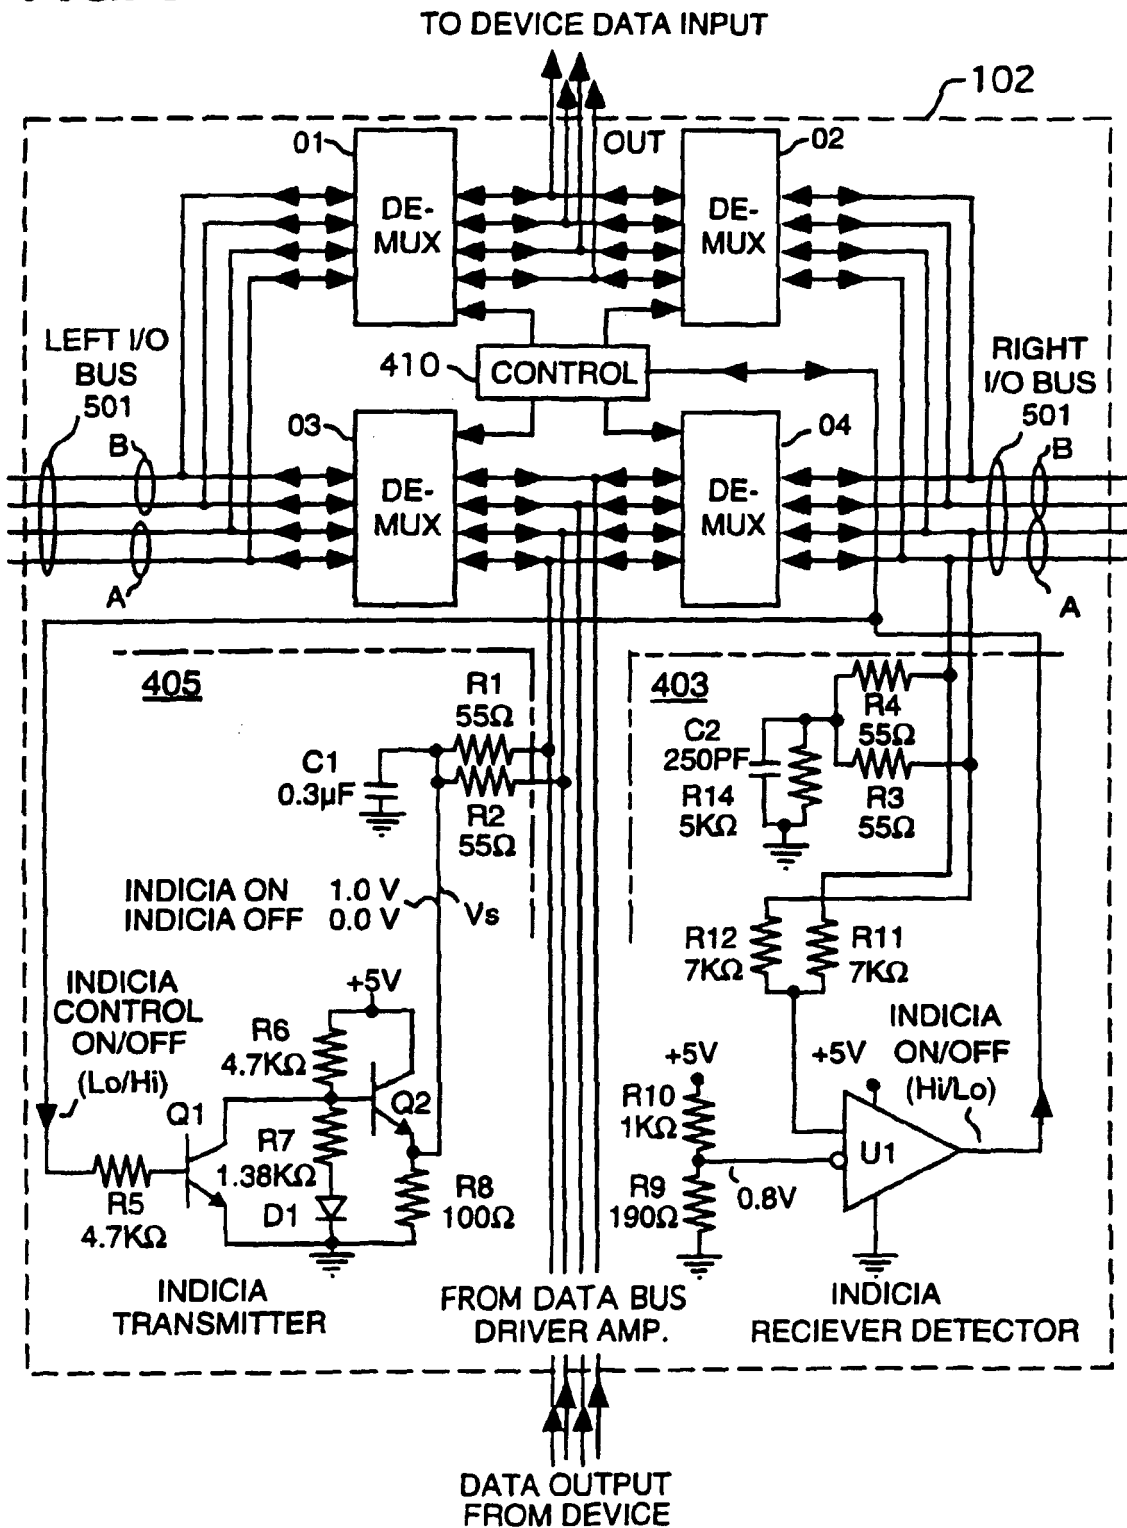 TO DEVICE DATA INPUT
102
01
OUT
02
DE-
MUX
DE-
MUX
LEFT I/O
BUS
501
410
CONTROL
RIGHT
I/O BUS
501
B
03
04
B
DE-
MUX
DE-
MUX
A
A
405
R1
55Ω
C1
0.3µF
R2
55Ω
403
R4
55Ω
C2
250PF
R14
5KΩ
R3
55Ω
INDICIA ON 1.0 V
INDICIA OFF 0.0 V
Vs
R12
7KΩ
R11
7KΩ
INDICIA
CONTROL
ON/OFF
(Lo/Hi)
+5V
R6
4.7KΩ
Q1
Q2
R7
1.38KΩ
R5
4.7KΩ
D1
R8
100Ω
INDICIA
ON/OFF
(Hi/Lo)
+5V
+5V
R10
1KΩ
U1
R9
190Ω
0.8V
INDICIA
TRANSMITTER
FROM DATA BUS
DRIVER AMP.
INDICIA
RECIEVER DETECTOR
DATA OUTPUT
FROM DEVICE